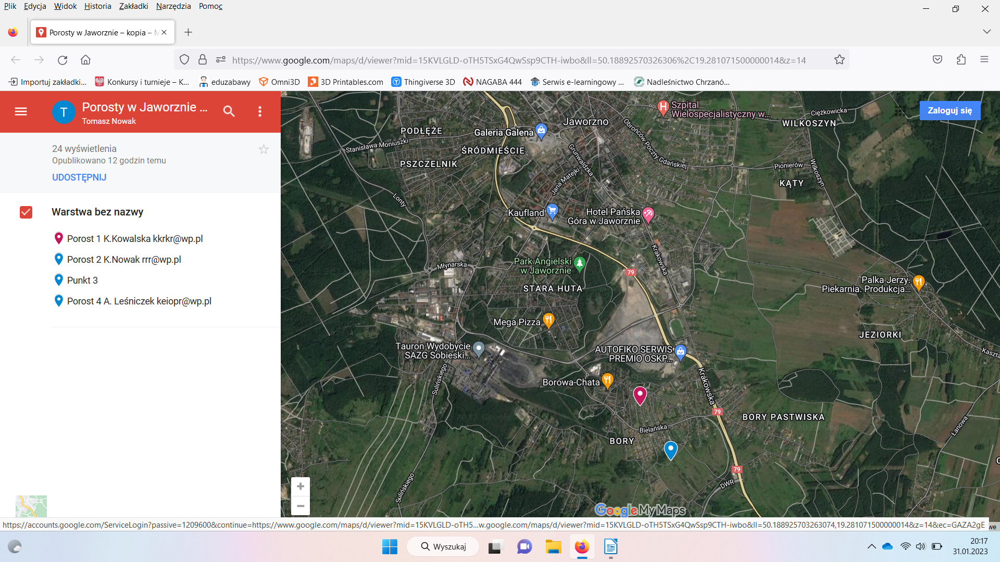 Plik Edycja Widok Historia Zakładki Narzędzia Pomoc
Porosty w Jaworznie – kopia – M
https://www.google.com/maps/d/viewer?mid=15KVLGLD-oTH5TSxG4QwSsp9CTH-iwbo&ll=50.18892570326306%2C19.281071500000014&z=14
Importuj zakładki... Konkursy i turnieje – K... eduzabawy Omni3D 3D Printables.com Thingiverse 3D NAGABA 444 Serwis e-learningowy ... Nadleśnictwo Chrzanó...
T
Porosty w Jaworznie ...
Tomasz Nowak
24 wyświetlenia
Opublikowano 12 godzin temu
UDOSTĘPNIJ
Warstwa bez nazwy
Porost 1 K.Kowalska kkrkr@wp.pl
Porost 2 K.Nowak rrr@wp.pl
Punkt 3
Porost 4 A. Leśniczek keiopr@wp.pl
Zaloguj się
Szpital
Wielospecjalistyczny w...
Ciężkowicka
WILKOSZYN
Jaworzno
PODŁĘŻE
Galeria Galena
Obrońców Poczty Gdańskiej
Stanisława Moniuszki
ŚRÓDMIEŚCIE
Grunwaldzka
PSZCZELNIK
Pionierów
Wilkoszyn
Jana Matejki
KĄTY
Lonty
Kaufland
Hotel Pańska
Góra w Jaworznie
Krakowska
Park Angielski
w Jaworznie
Młynarska
79
STARA HUTA
Palka Jerzy.
Piekarnia. Produkcja...
Mega Pizza
JEZIORKI
Tauron Wydobycie
SAZG Sobieski...
AUTOFIKO SERWIS
PREMIO OSKP...
Kaszta
Sulińskiego
Borowa-Chata
Krakowska
79
BORY PASTWISKA
Bielańska
Lanowa
BORY
79
DWR
Sulińskiego
Google My Maps
https://accounts.google.com/ServiceLogin?passive=1209600&continue=https://www.google.com/maps/d/viewer?mid=15KVLGLD-oTH5...w.google.com/maps/d/viewer?mid=15KVLGLD-oTH5TSxG4QwSsp9CTH-iwbo&ll=50.188925703263074,19.281071500000014&z=14&ec=GAZA2gE
we
Wyszukaj
20:17
31.01.2023